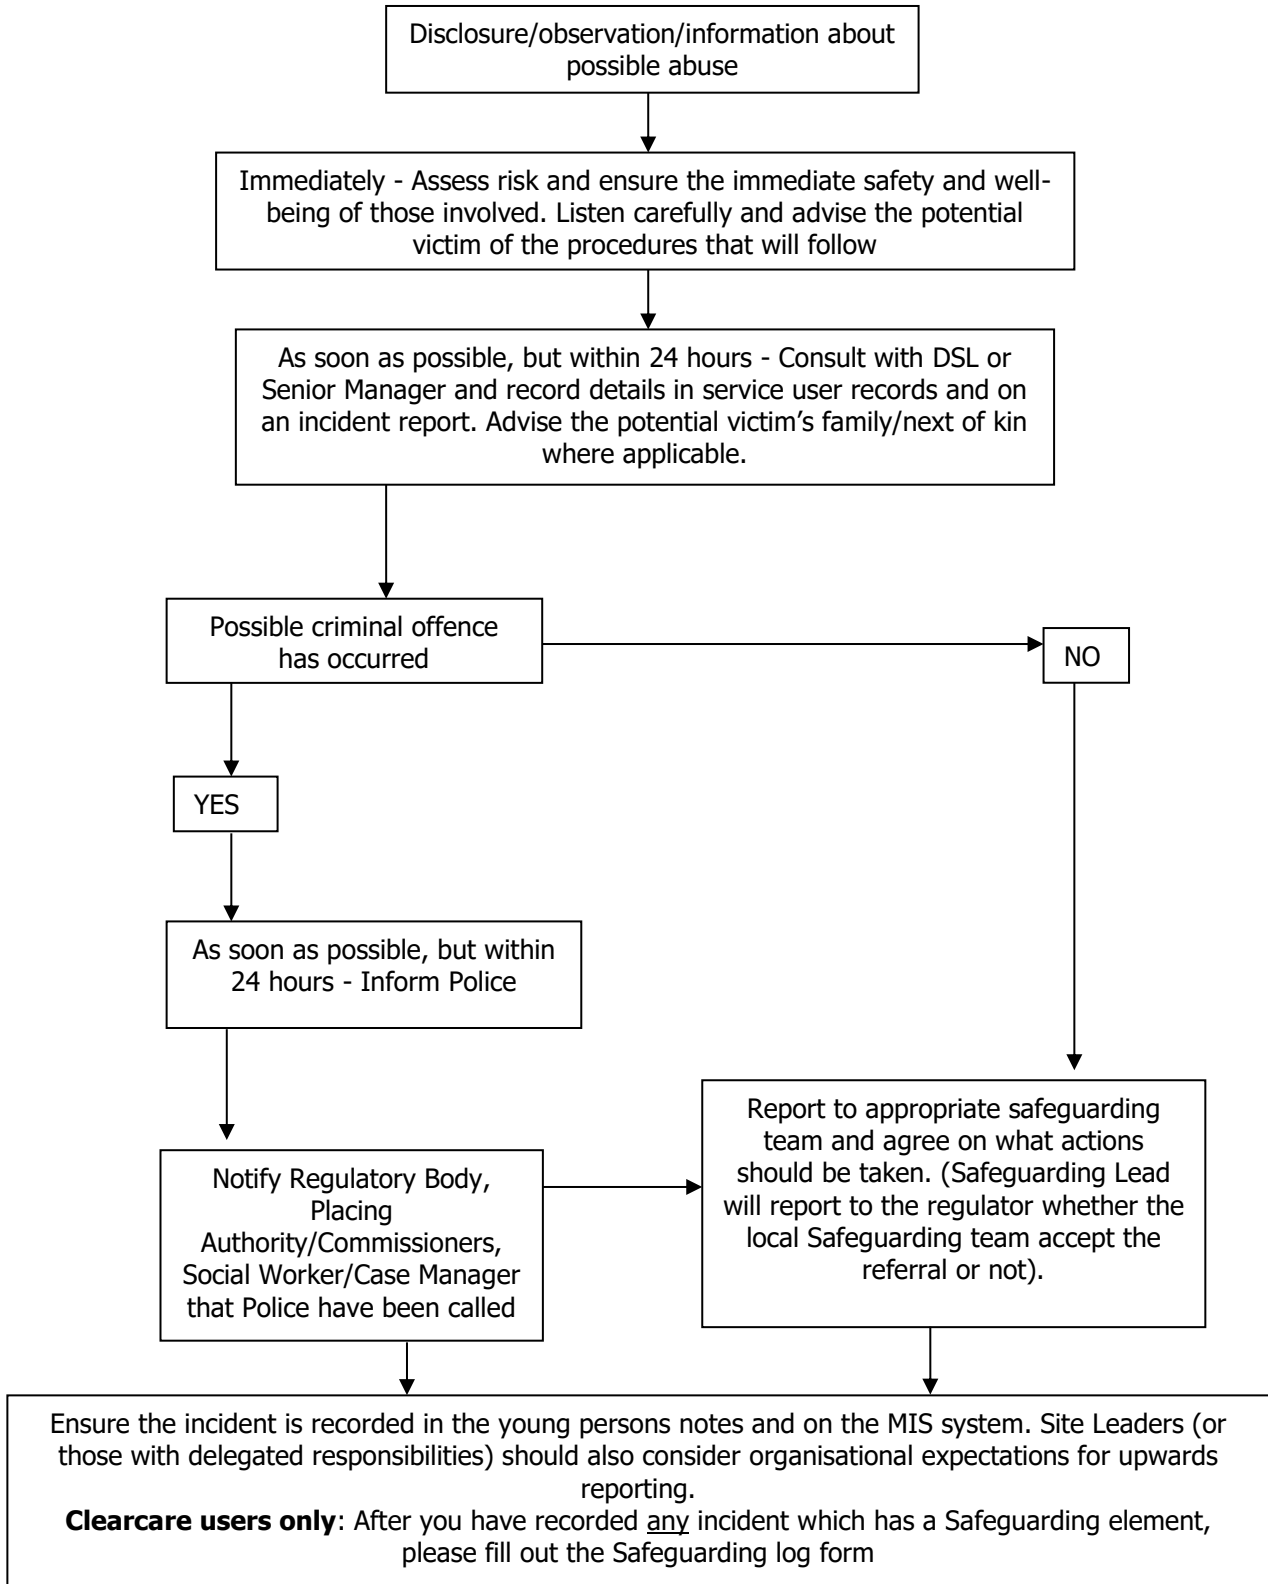 Disclosure/observation/information about
possible abuse
Immediately - Assess risk and ensure the immediate safety and well-
being of those involved. Listen carefully and advise the potential
victim of the procedures that will follow
As soon as possible, but within 24 hours - Consult with DSL or
Senior Manager and record details in service user records and on
an incident report. Advise the potential victim’s family/next of kin
where applicable.
Possible criminal offence
has occurred
NO
YES
As soon as possible, but within
24 hours - Inform Police
Notify Regulatory Body,
Placing
Authority/Commissioners,
Social Worker/Case Manager
that Police have been called
Report to appropriate safeguarding
team and agree on what actions
should be taken. (Safeguarding Lead
will report to the regulator whether the
local Safeguarding team accept the
referral or not).
Ensure the incident is recorded in the young persons notes and on the MIS system. Site Leaders (or
those with delegated responsibilities) should also consider organisational expectations for upwards
reporting.
Clearcare users only: After you have recorded any incident which has a Safeguarding element,
please fill out the Safeguarding log form